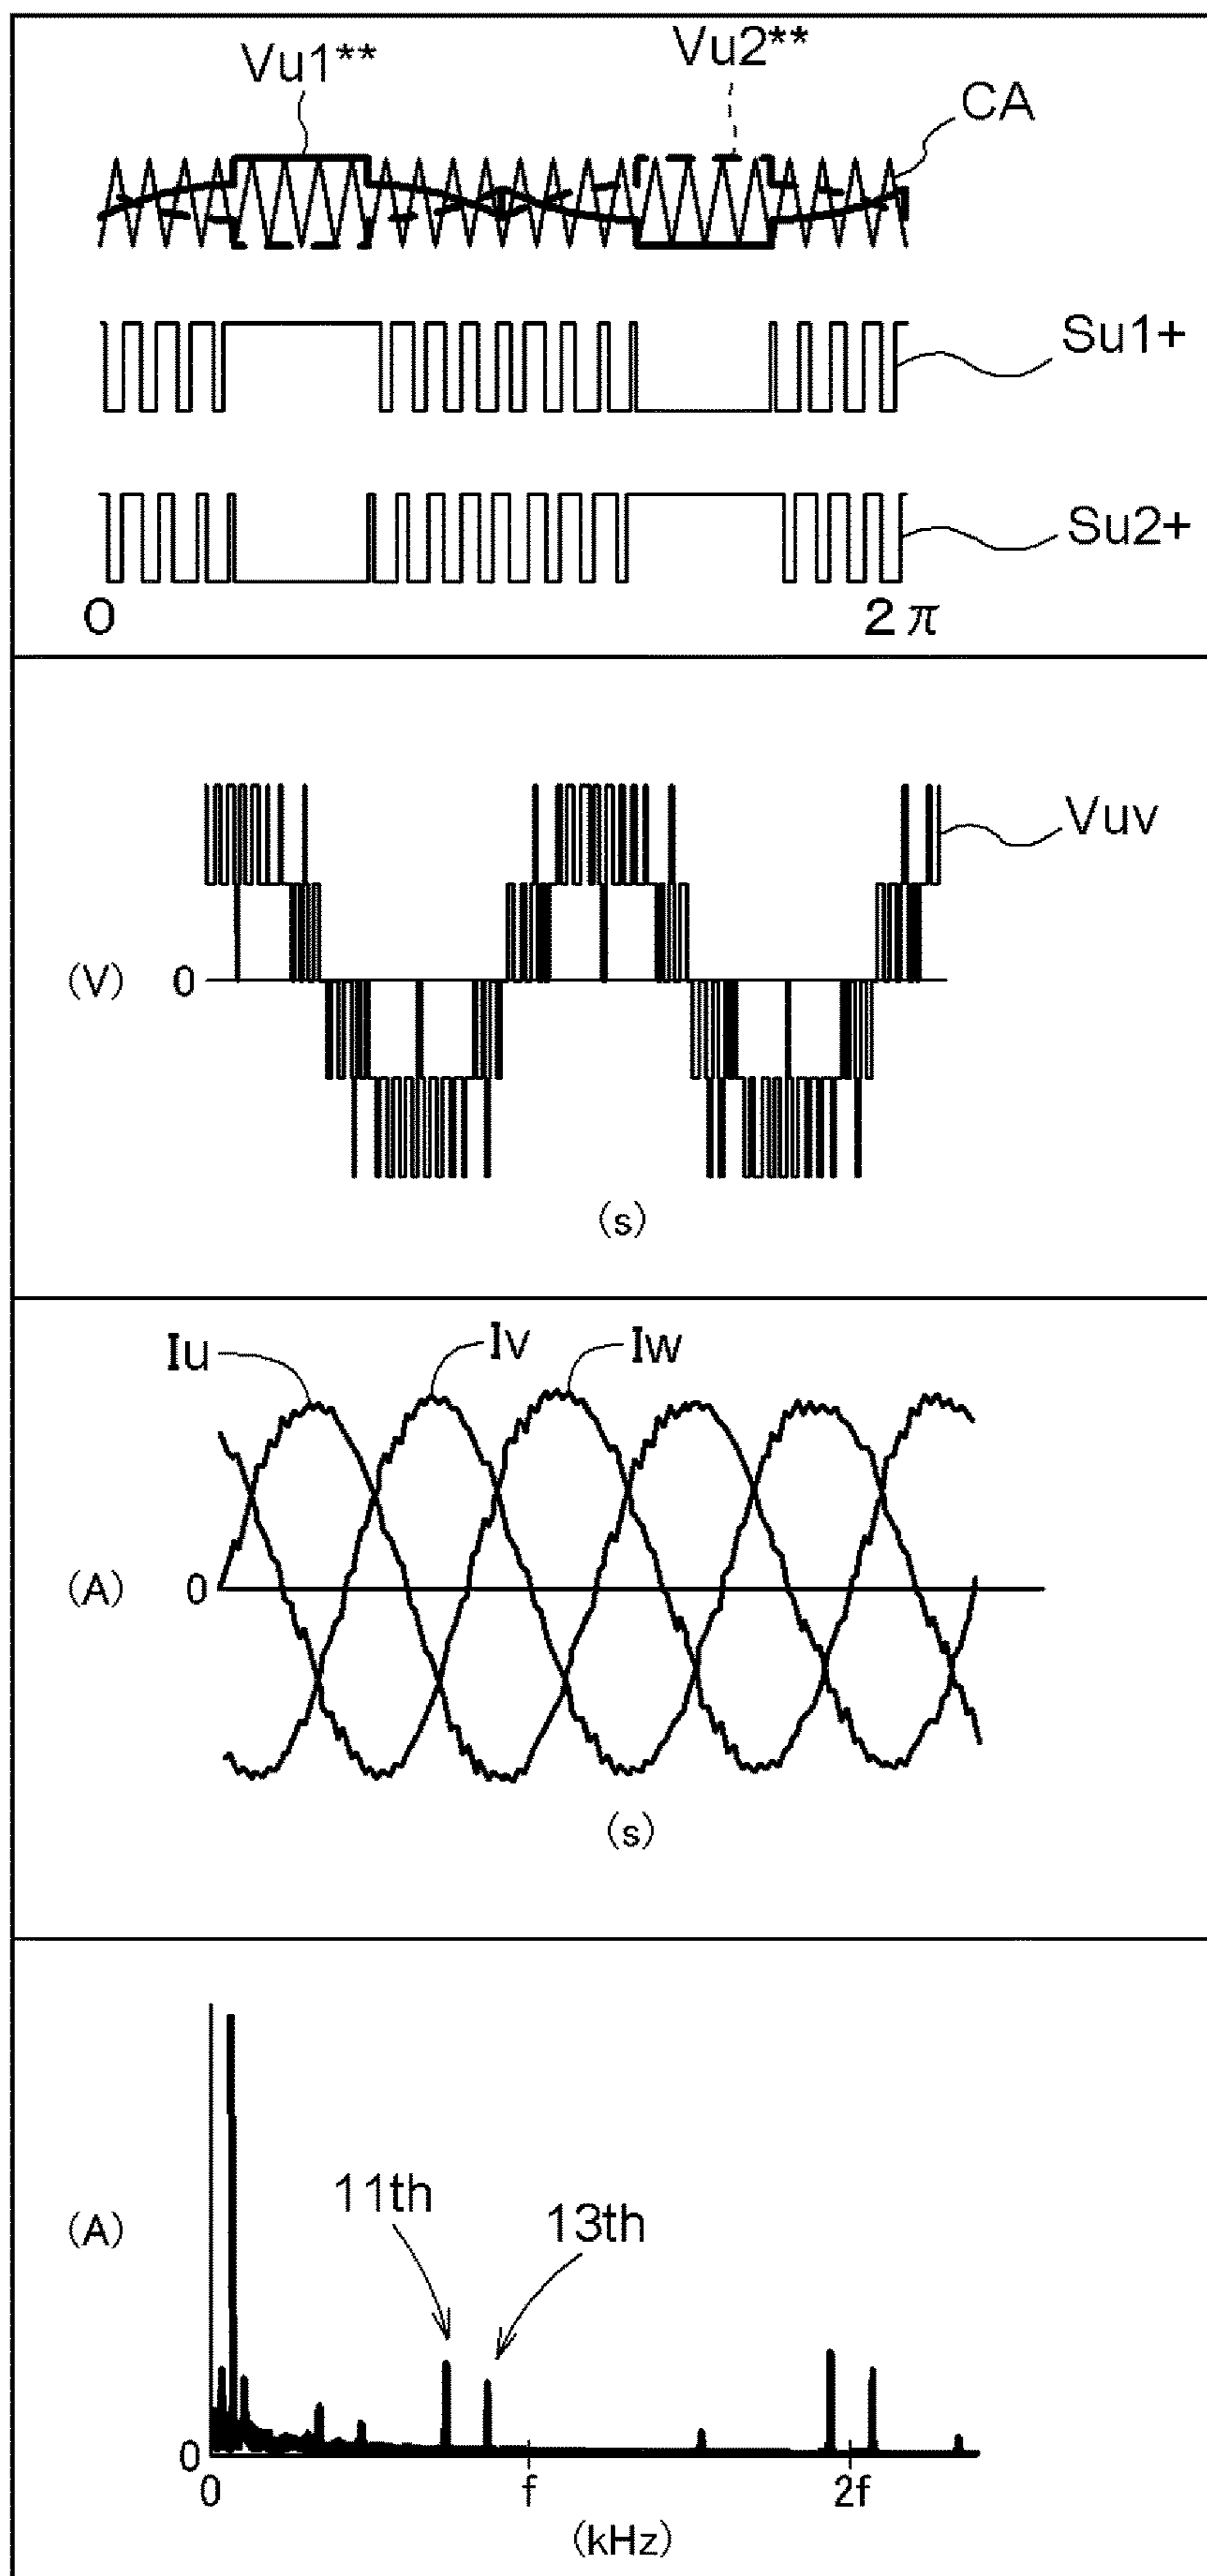 Vu1**
Vu2**
CA
Su1+
Su2+
0
2π
Vuv
(V)
0
(s)
Iu
Iv
Iw
(A)
0
(s)
11th
13th
(A)
0
0
f
2f
(kHz)